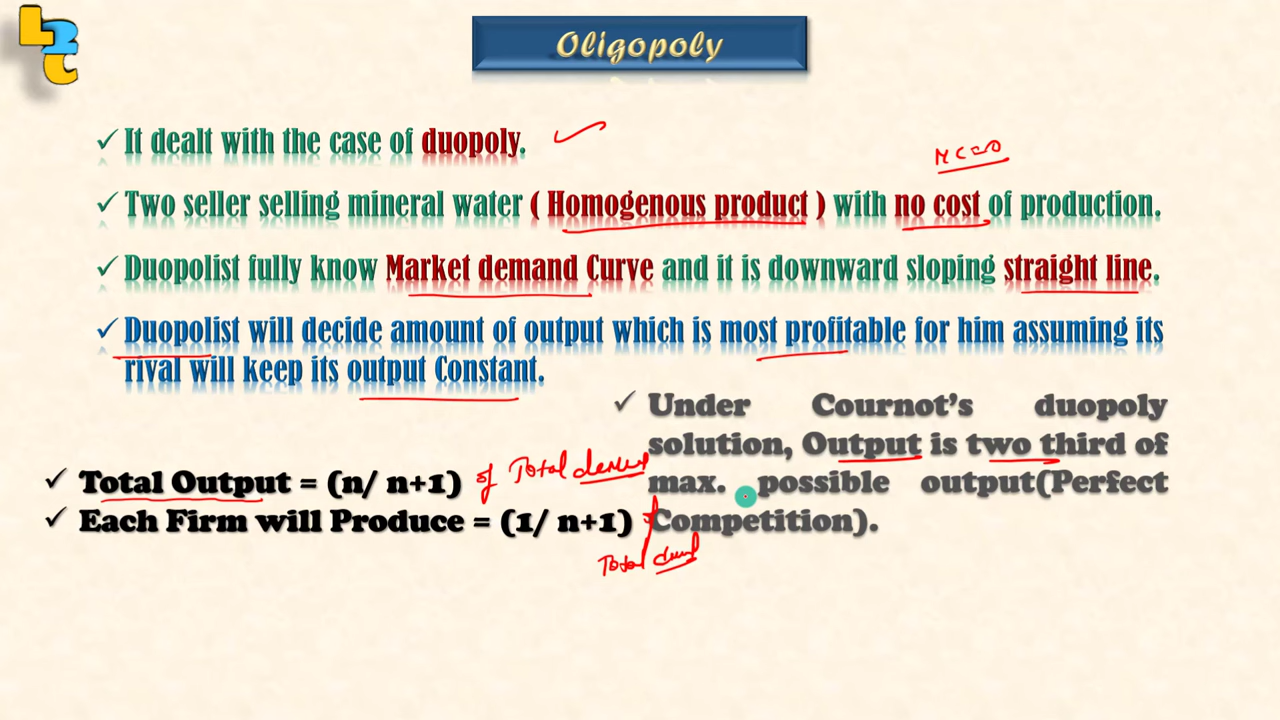 L2C
Oligopoly
✓ It dealt with the case of duopoly.
MC=0
✓ Two seller selling mineral water ( Homogenous product ) with no cost of production.
✓ Duopolist fully know Market demand Curve and it is downward sloping straight line.
✓ Duopolist will decide amount of output which is most profitable for him assuming its
rival will keep its output Constant.
✓ Total Output = (n/ n+1) of Total demand
✓ Each Firm will Produce = (1/ n+1) of
Total demand
✓ Under Cournot’s duopoly
solution, Output is two third of
max. possible output(Perfect
Competition).